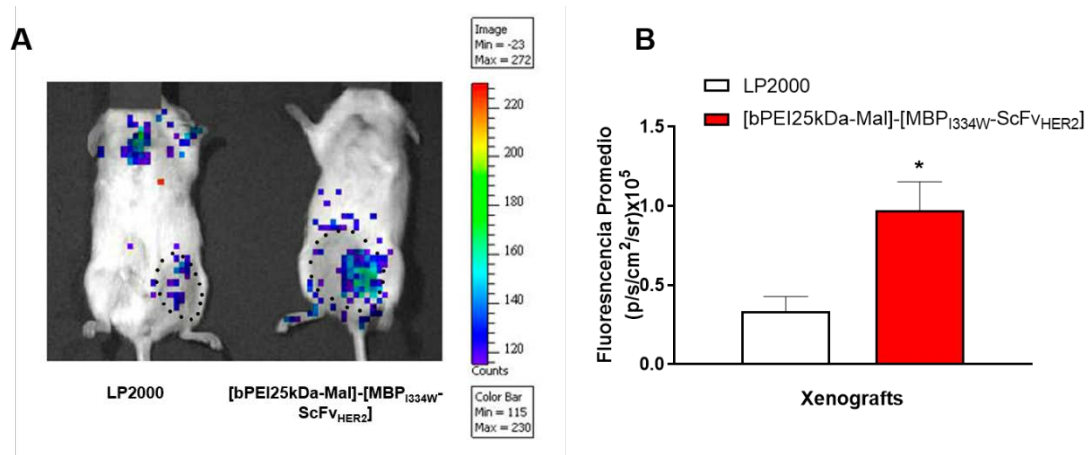 A
Image
Min = -23
Max = 272
220
200
180
160
140
120
Counts
Color Bar
Min = 115
Max = 230
LP2000
[bPEI25kDa-Mal]-[MBPI334W-
ScFvHER2]
B
LP2000
[bPEI25kDa-Mal]-[MBPI334W-ScFvHER2]
Fluoresncencia Promedio
(p/s/cm²/sr)x10⁵
1.5
1.0
0.5
0.0
*
Xenografts